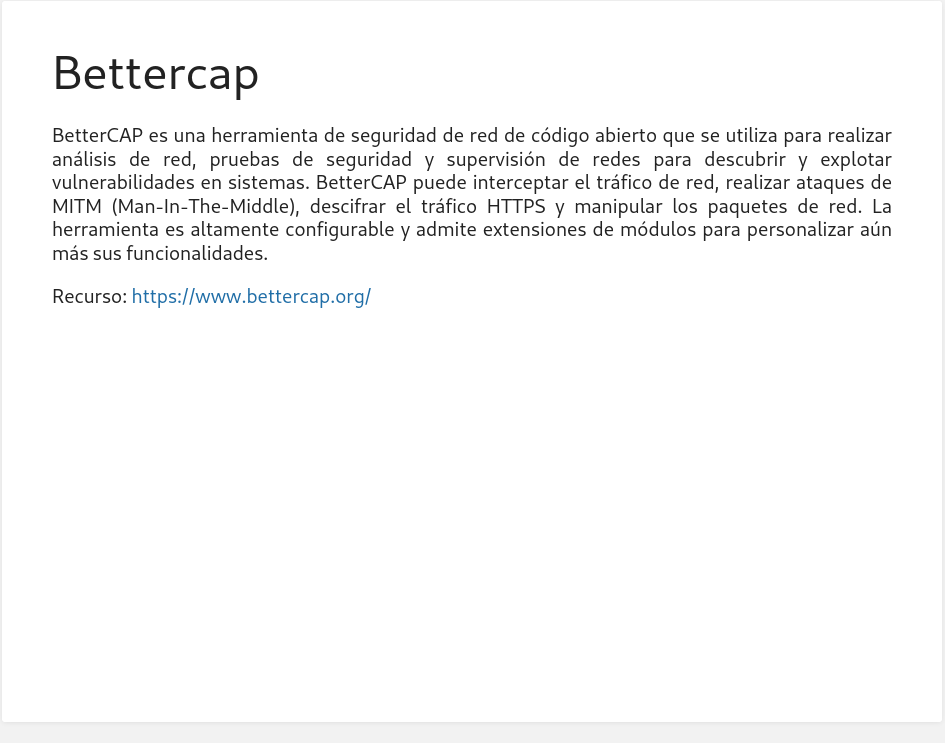 Bettercap
BetterCAP es una herramienta de seguridad de red de código abierto que se utiliza para realizar
análisis de red, pruebas de seguridad y supervisión de redes para descubrir y explotar
vulnerabilidades en sistemas. BetterCAP puede interceptar el tráfico de red, realizar ataques de
MITM (Man-In-The-Middle), descifrar el tráfico HTTPS y manipular los paquetes de red. La
herramienta es altamente configurable y admite extensiones de módulos para personalizar aún
más sus funcionalidades.
Recurso: https://www.bettercap.org/